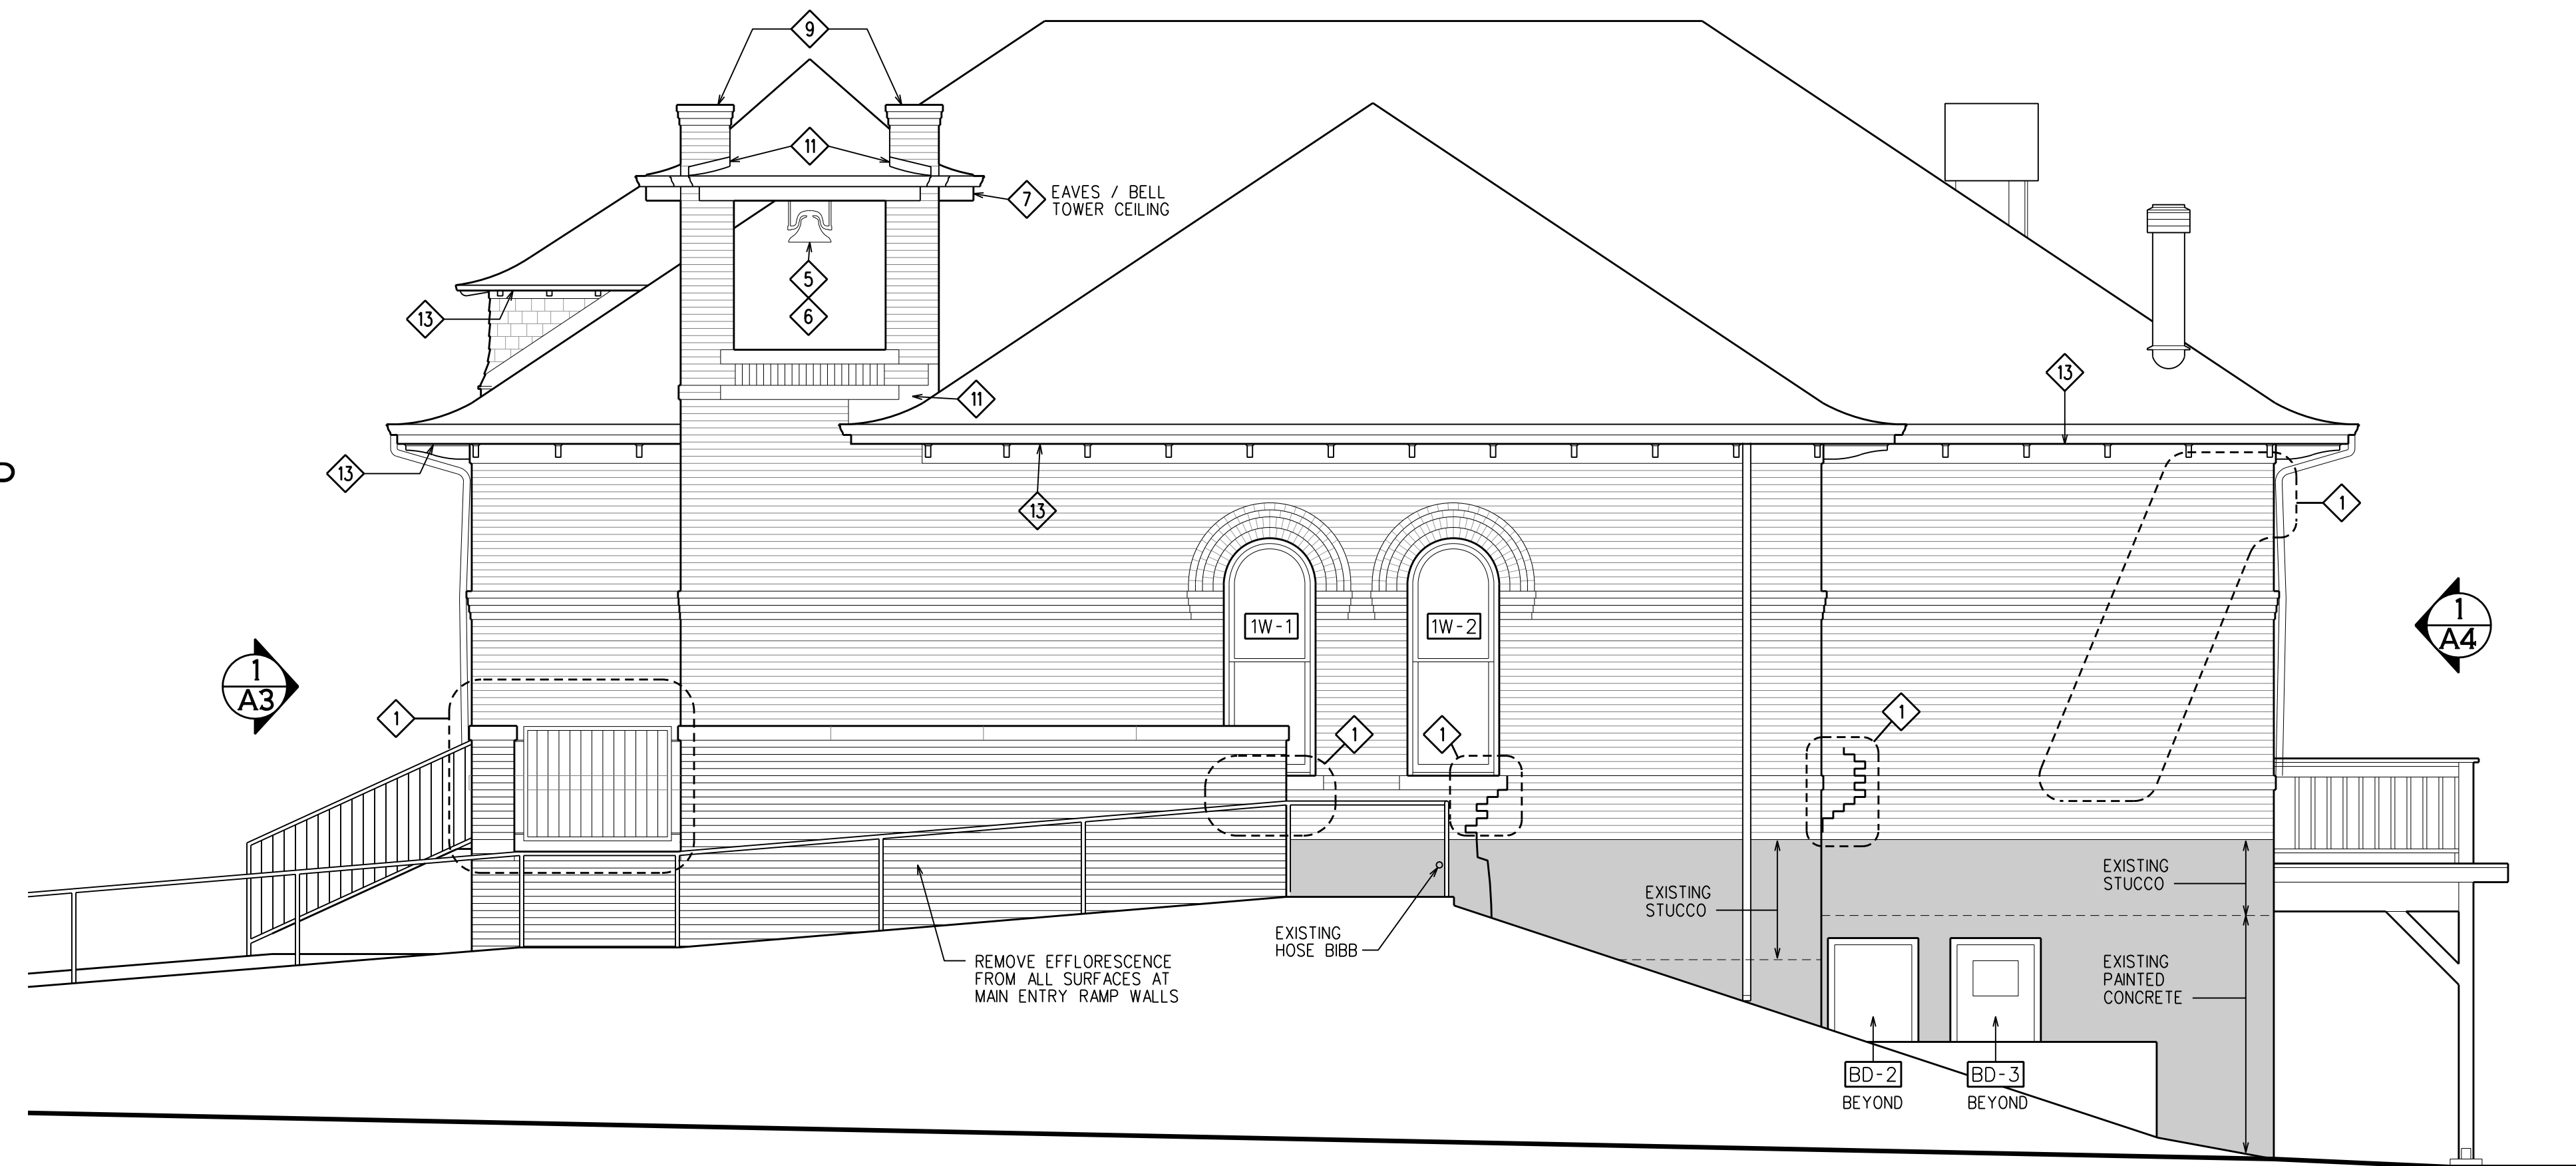 9
11
7
EAVES / BELL
TOWER CEILING
5
6
13
13
11
13
13
1
1W-1
1W-2
1
A3
1
A4
1
1
1
1
EXISTING
STUCCO
EXISTING
STUCCO
EXISTING
HOSE BIBB
REMOVE EFFLORESCENCE
FROM ALL SURFACES AT
MAIN ENTRY RAMP WALLS
EXISTING
PAINTED
CONCRETE
BD-2
BEYOND
BD-3
BEYOND